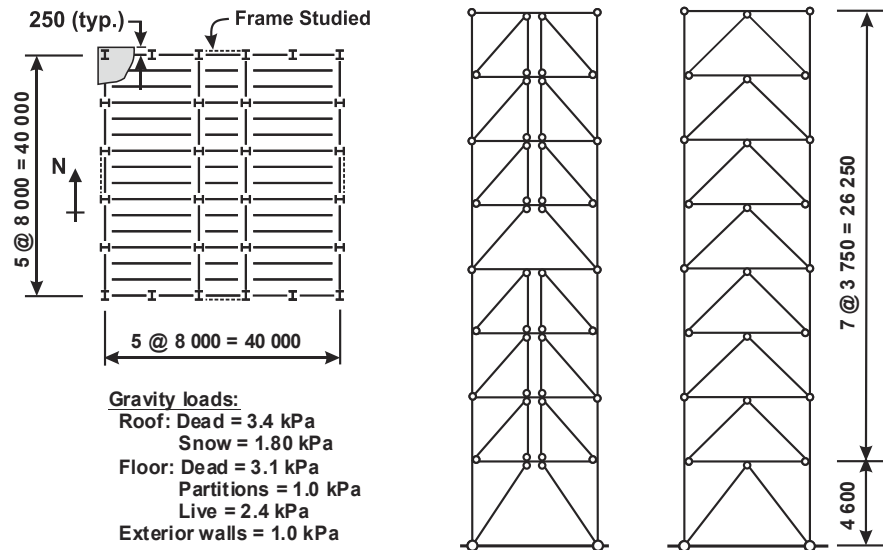 250 (typ.)
Frame Studied
5 @ 8 000 = 40 000
N
5 @ 8 000 = 40 000
Gravity loads:
Roof: Dead = 3.4 kPa
Snow = 1.80 kPa
Floor: Dead = 3.1 kPa
Partitions = 1.0 kPa
Live = 2.4 kPa
Exterior walls = 1.0 kPa
7 @ 3 750 = 26 250
4 600